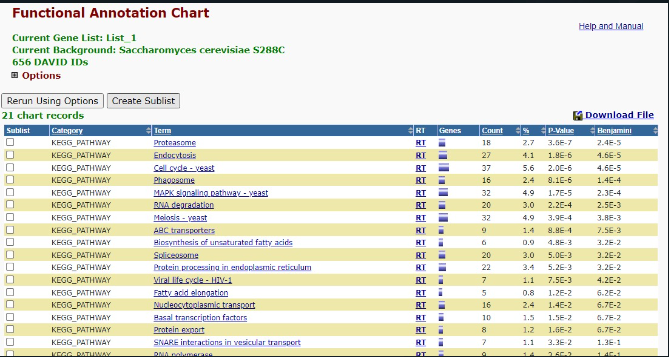 Functional Annotation Chart
Help and Manual
Current Gene List: List_1
Current Background: Saccharomyces cerevisiae S288C
656 DAVID IDs
Options
Rerun Using Options Create Sublist
21 chart records Download File
Sublist Category Term RT Genes Count % P-Value Benjamini
KEGG_PATHWAY Proteasome RT 18 2.7 3.6E-7 2.4E-5
KEGG_PATHWAY Endocytosis RT 27 4.1 1.8E-6 4.6E-5
KEGG_PATHWAY Cell cycle - yeast RT 37 5.6 2.0E-6 4.6E-5
KEGG_PATHWAY Phagosome RT 16 2.4 8.1E-6 1.4E-4
KEGG_PATHWAY MAPK signaling pathway - yeast RT 32 4.9 1.7E-5 2.3E-4
KEGG_PATHWAY RNA degradation RT 20 3.0 2.2E-4 2.5E-3
KEGG_PATHWAY Meiosis - yeast RT 32 4.9 3.9E-4 3.8E-3
KEGG_PATHWAY ABC transporters RT 9 1.4 8.8E-4 7.5E-3
KEGG_PATHWAY Biosynthesis of unsaturated fatty acids RT 6 0.9 4.8E-3 3.2E-2
KEGG_PATHWAY Spliceosome RT 20 3.0 5.0E-3 3.2E-2
KEGG_PATHWAY Protein processing in endoplasmic reticulum RT 22 3.4 5.2E-3 3.2E-2
KEGG_PATHWAY Viral life cycle - HIV-1 RT 7 1.1 7.5E-3 4.2E-2
KEGG_PATHWAY Fatty acid elongation RT 5 0.8 1.2E-2 6.2E-2
KEGG_PATHWAY Nucleocytoplasmic transport RT 16 2.4 1.4E-2 6.7E-2
KEGG_PATHWAY Basal transcription factors RT 10 1.5 1.5E-2 6.7E-2
KEGG_PATHWAY Protein export RT 8 1.2 1.6E-2 6.7E-2
KEGG_PATHWAY SNARE interactions in vesicular transport RT 7 1.1 3.3E-2 1.3E-1
KEGG_PATHWAY RNA polymerase RT 9 1.4 3.6E-2 1.4E-1